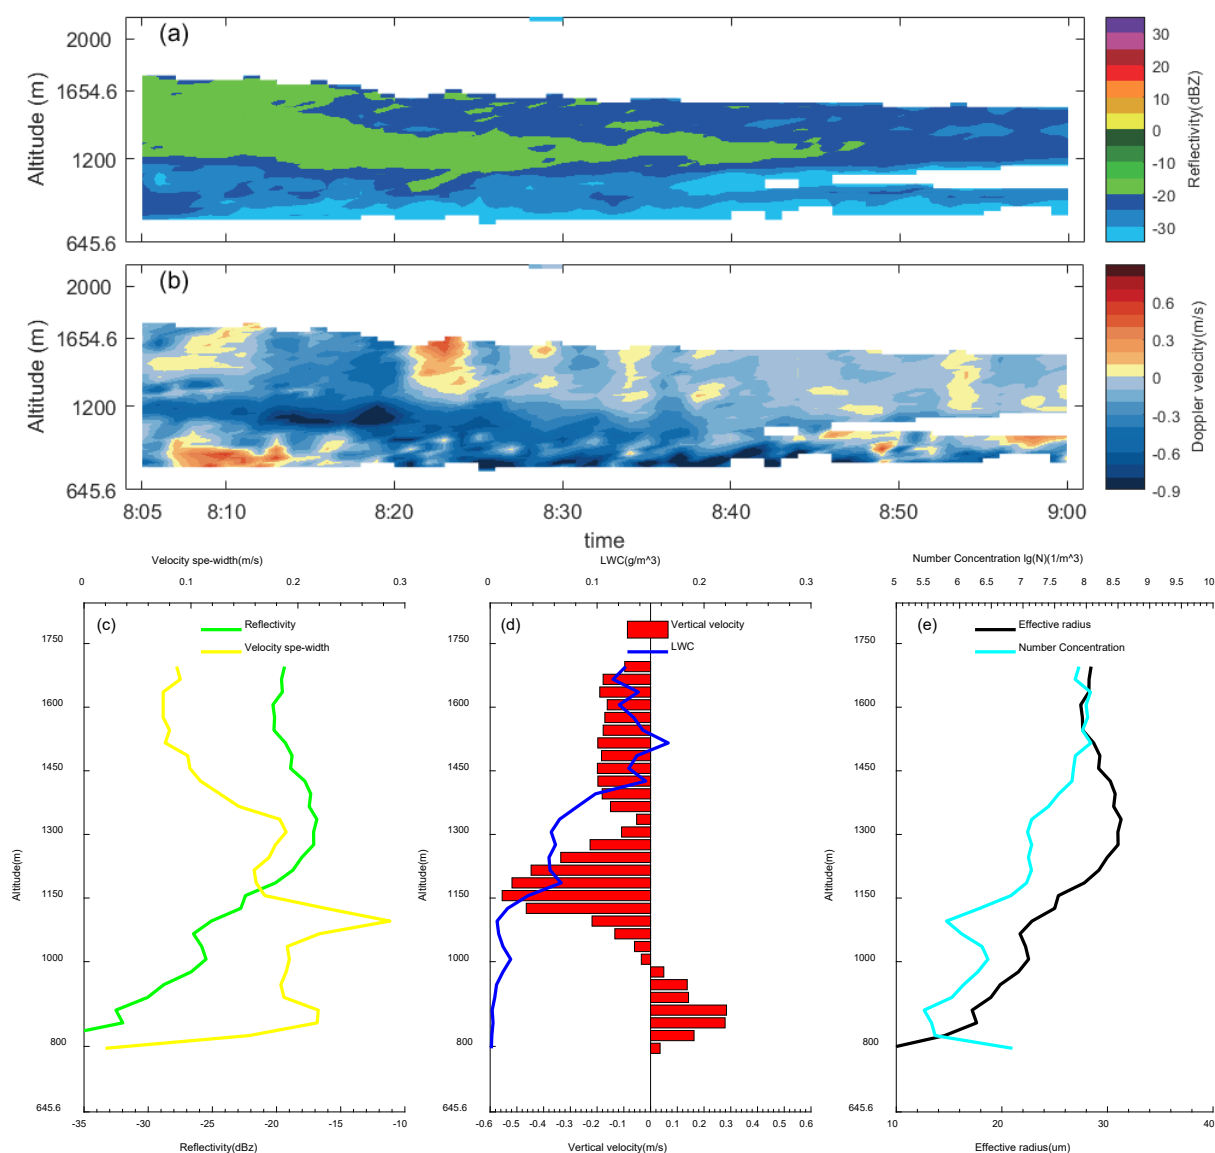 (a)
2000
1654.6
1200
645.6
Altitude (m)
30
20
10
0
-10
-20
-30
Reflectivity(dBZ)
(b)
2000
1654.6
1200
645.6
Altitude (m)
0.6
0.3
0
-0.3
-0.6
-0.9
Doppler velocity(m/s)
8:05 8:10 8:20 8:30 8:40 8:50 9:00
time
Velocity spe-width(m/s)
0 0.1 0.2 0.3
(c)
Reflectivity
Velocity spe-width
1750
1600
1450
1300
1150
1000
800
645.6
Altitude(m)
-35 -30 -25 -20 -15 -10
Reflectivity(dBz)
LWC(g/m^3)
0 0.1 0.2 0.3
(d)
Vertical velocity
LWC
1750
1600
1450
1300
1150
1000
800
645.6
Altitude(m)
-0.6 -0.5 -0.4 -0.3 -0.2 -0.1 0 0.1 0.2 0.3 0.4 0.5 0.6
Vertical velocity(m/s)
Number Concentration lg(N)(1/m^3)
5 5.5 6 6.5 7 7.5 8 8.5 9 9.5 10
(e)
Effective radius
Number Concentration
1750
1600
1450
1300
1150
1000
800
645.6
Altitude(m)
10 20 30 40
Effective radius(um)